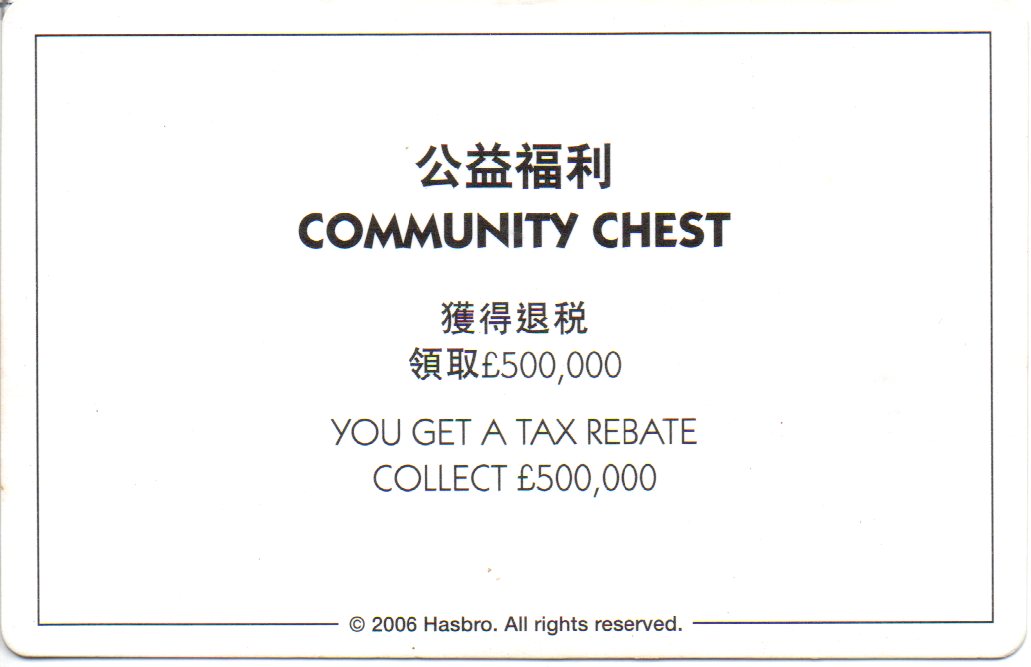 公益福利
COMMUNITY CHEST
獲得退税
領取£500,000
YOU GET A TAX REBATE
COLLECT £500,000
© 2006 Hasbro. All rights reserved.